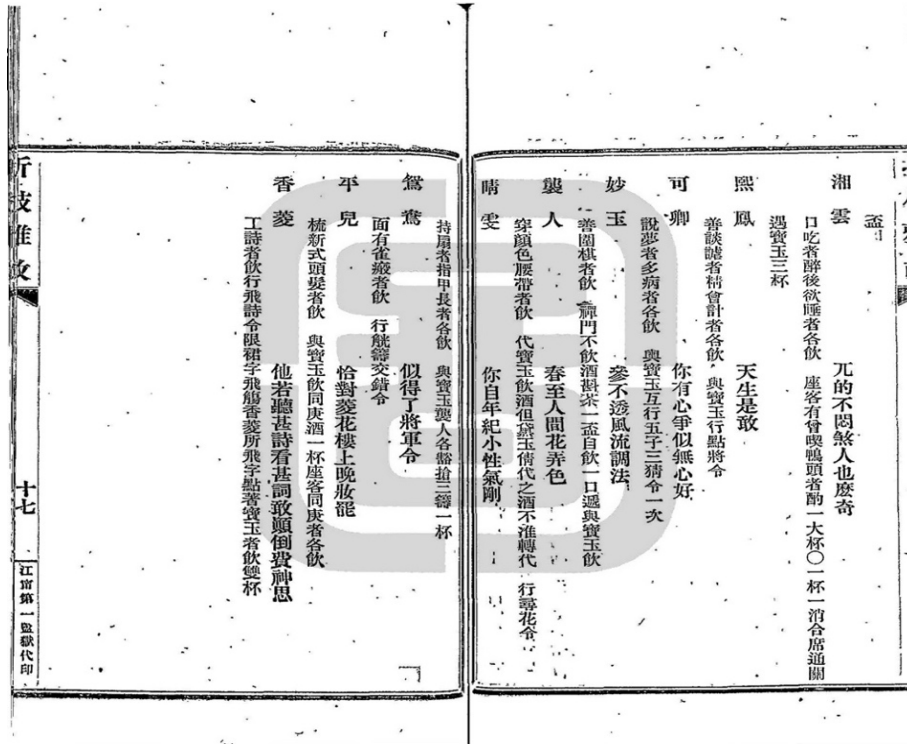 盃
湘雲　兀的不悶煞人也麼奇
口吃者醉後欲睡者各飲　座客有曾喫鴨頭者酌一大杯〇一杯一消合席通關
遇寶玉三杯
熙鳳　天生是敢
善談謔者精會計者各飲　與寶玉行點將令
可卿　你有心爭似無心好
說夢者多病者各飲　與寶玉互行五子三猜令一次
妙玉　參不透風流調法
善圍棋者飲　禪門不飲酒斟茶一盃自飲一口遞與寶玉飲
襲人　春至人間花弄色
穿顏色腰帶者飲　代寶玉飲酒但黛玉倩代之酒不准轉代　行尋花令
晴雯　你自年紀小性氣剛
持扇者指甲長者各飲　與寶玉襲人各豁拾三籌一杯
鴛鴦　似得了將軍令
面有雀瘢者飲　行觥籌交錯令
平兒　恰對菱花樓上晚妝罷
梳新式頭髮者飲　與寶玉飲同庚酒一杯座客同庚者各飲
香菱　他若聽甚詩看甚詞敢顛倒費神思
工詩者飲行飛詩令限裙字飛觴香菱所飛字點著寶玉者飲雙杯
十七
江甯第一監獄代印